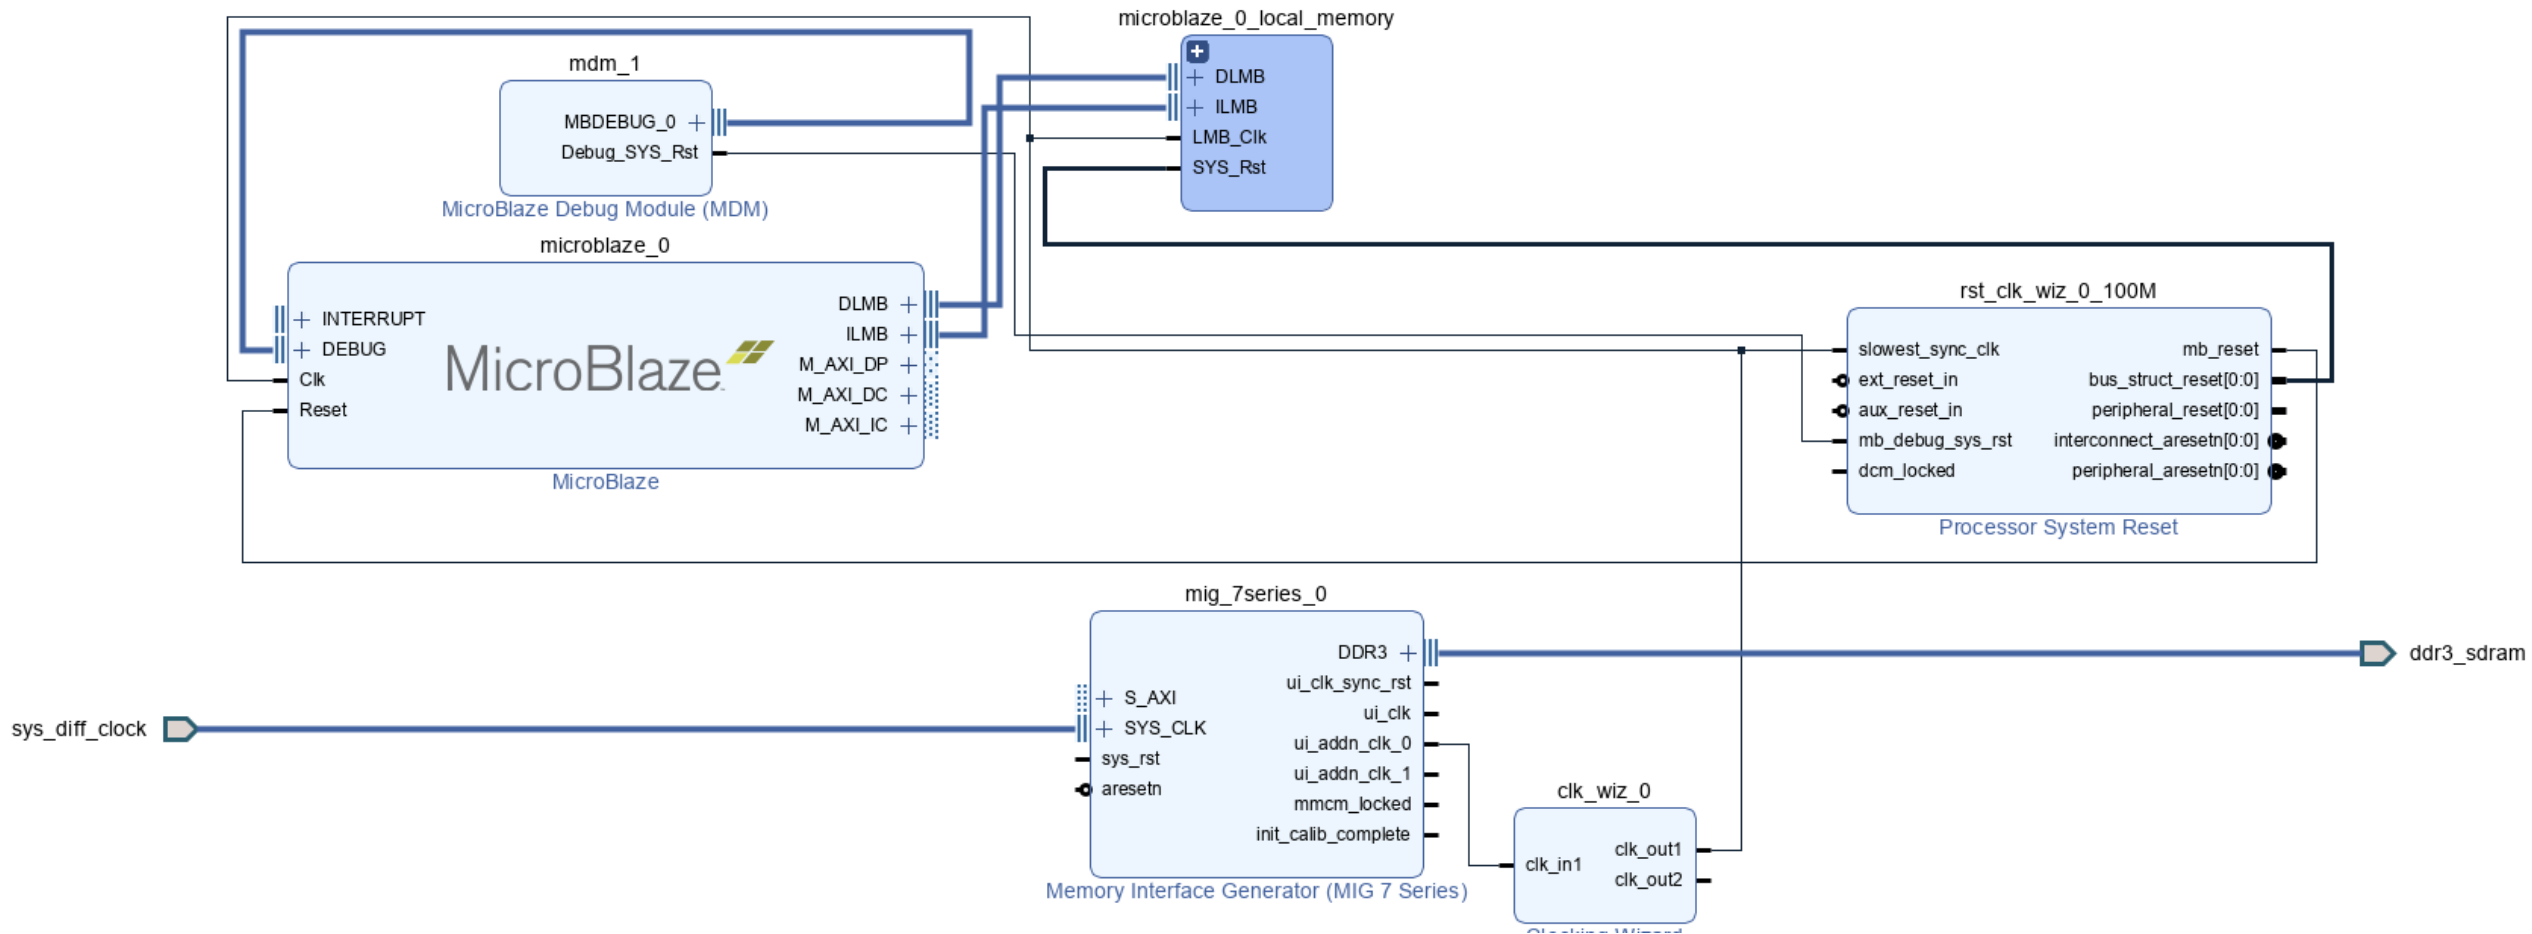 microblaze_0_local_memory
DLMB
ILMB
LMB_Clk
SYS_Rst
mdm_1
MBDEBUG_0
Debug_SYS_Rst
MicroBlaze Debug Module (MDM)
microblaze_0
INTERRUPT
DEBUG
Clk
Reset
MicroBlaze
DLMB
ILMB
M_AXI_DP
M_AXI_DC
M_AXI_IC
MicroBlaze
rst_clk_wiz_0_100M
slowest_sync_clk
ext_reset_in
aux_reset_in
mb_debug_sys_rst
dcm_locked
mb_reset
bus_struct_reset[0:0]
peripheral_reset[0:0]
interconnect_aresetn[0:0]
peripheral_aresetn[0:0]
Processor System Reset
mig_7series_0
S_AXI
SYS_CLK
sys_rst
aresetn
DDR3
ui_clk_sync_rst
ui_clk
ui_addn_clk_0
ui_addn_clk_1
mmcm_locked
init_calib_complete
Memory Interface Generator (MIG 7 Series)
ddr3_sdram
sys_diff_clock
clk_wiz_0
clk_in1
clk_out1
clk_out2
Clocking Wizard